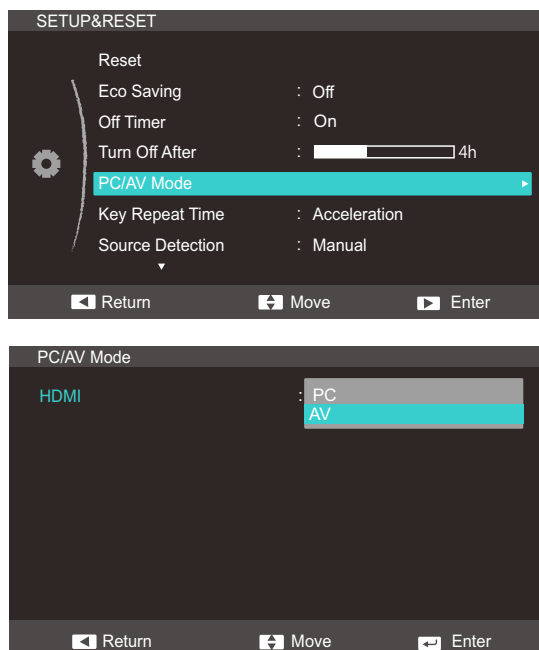 SETUP&RESET
Reset
Eco Saving : Off
Off Timer : On
Turn Off After : 4h
PC/AV Mode
Key Repeat Time : Acceleration
Source Detection : Manual
Return Move Enter
PC/AV Mode
HDMI : PC
AV
Return Move Enter